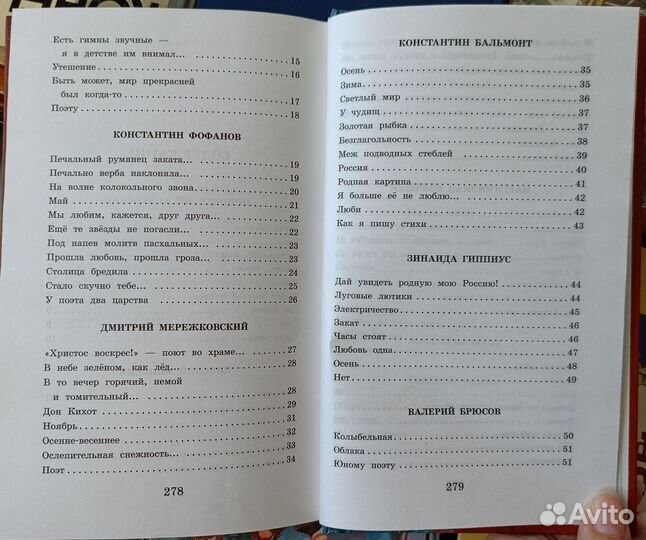 Есть гимны звучные —
я в детстве им внимал... 15
Утешение 16
Быть может, мир прекрасней
был когда-то 17
Поэту 18
КОНСТАНТИН ФОФАНОВ
Печальный румянец заката... 19
Печально верба наклоняла... 19
На волне колокольного звона 20
Май 21
Мы любим, кажется, друг друга... 22
Ещё те звёзды не погасли... 22
Под напев молитв пасхальных... 23
Прошла любовь, прошла гроза... 23
Столица бредила 24
Стало скучно тебе... 25
У поэта два царства 26
ДМИТРИЙ МЕРЕЖКОВСКИЙ
«Христос воскрес!» — поют во храме... 27
В небе зелёном, как лёд... 28
В то вечер горячий, немой
и томительный... 28
Дон Кихот 29
Ноябрь 31
Осенне-весеннее 32
Ослепительная снежность... 33
Поэт 34
278
КОНСТАНТИН БАЛЬМОНТ
Осень 35
Зима 35
Светлый мир 36
У чудищ 37
Золотая рыбка 37
Безглагольность 38
Меж подводных стеблей 39
Россия 40
Родная картина 41
Я больше её не люблю... 42
Люби 42
Как я пишу стихи 43
ЗИНАИДА ГИППИУС
Дай увидеть родную мою Россию! 44
Луговые лютики 44
Электричество 45
Закат 46
Часы стоят 46
Любовь одна 47
Осень 48
Нет 49
ВАЛЕРИЙ БРЮСОВ
Колыбельная 50
Облака 51
Юному поэту 51
279
Avito